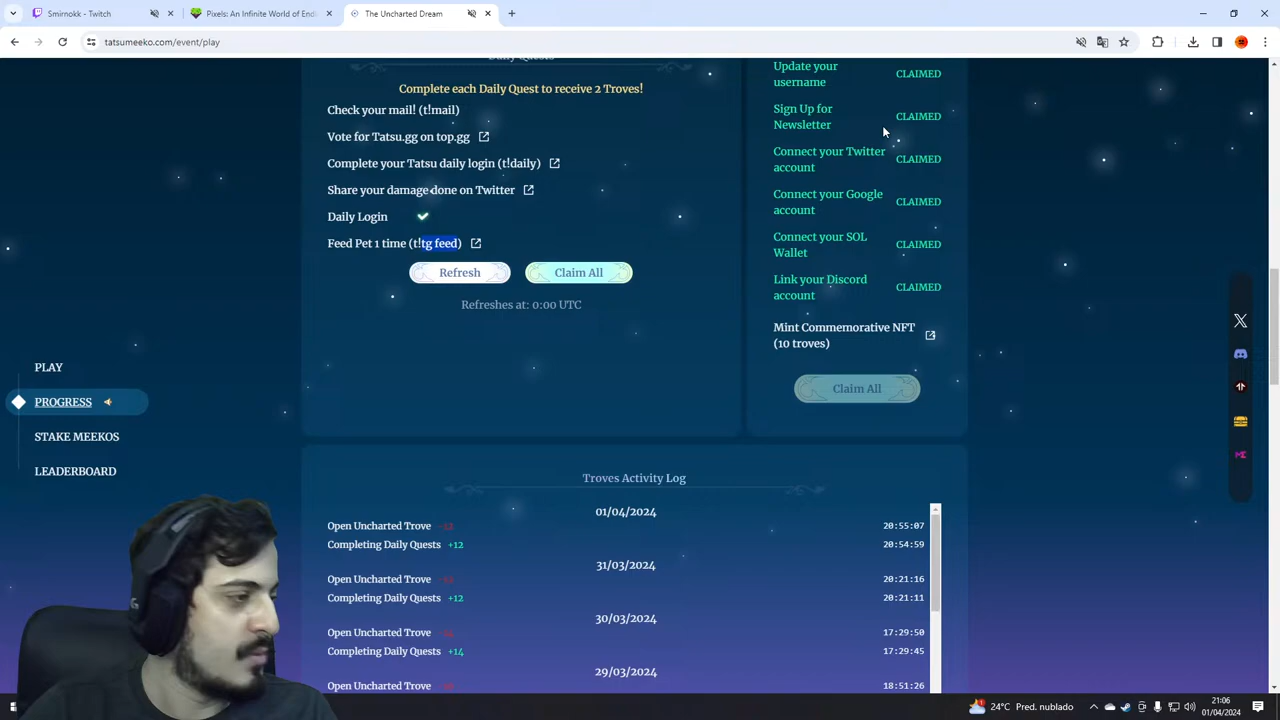 Smirnokk - Twitch
Pixels: An Infinite World of End
The Uncharted Dream
tatsumeeko.com/event/play
Daily Quests
Complete each Daily Quest to receive 2 Troves!
Check your mail! (t!mail)
Vote for Tatsu.gg on top.gg
Complete your Tatsu daily login (t!daily)
Share your damage done on Twitter
Daily Login
Feed Pet 1 time (t!tg feed)
Refresh
Claim All
Refreshes at: 0:00 UTC
Update your
username
CLAIMED
Sign Up for
Newsletter
CLAIMED
Connect your Twitter
account
CLAIMED
Connect your Google
account
CLAIMED
Connect your SOL
Wallet
CLAIMED
Link your Discord
account
CLAIMED
Mint Commemorative NFT
(10 troves)
Claim All
PLAY
PROGRESS
STAKE MEEKOS
LEADERBOARD
Troves Activity Log
01/04/2024
Open Uncharted Trove 20:55:07
Completing Daily Quests +12 20:54:59
31/03/2024
Open Uncharted Trove 20:21:16
Completing Daily Quests +12 20:21:11
30/03/2024
Open Uncharted Trove 17:29:50
Completing Daily Quests +14 17:29:45
29/03/2024
Open Uncharted Trove 18:51:26
24°C Pred. nublado
21:06
01/04/2024